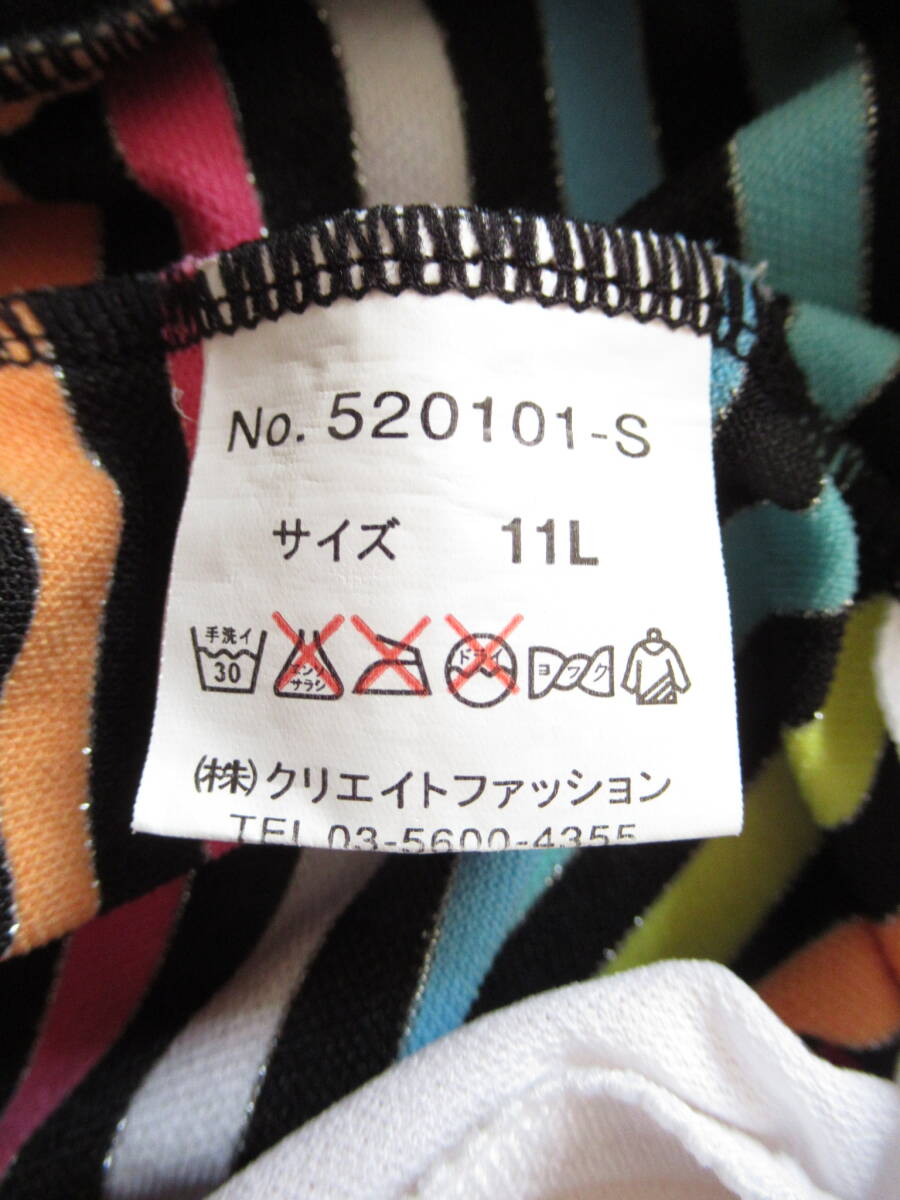 No. 520101-S
サイズ 11L
手洗イ 30 エンソ サラシ ドライ ヨワク
(株)クリエイトファッション
TEL 03-5600-4355